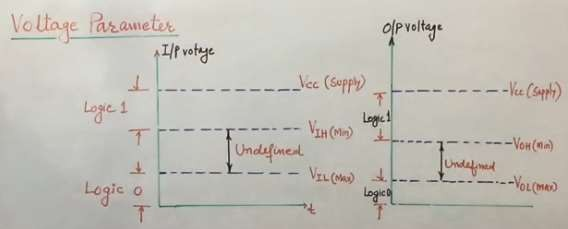 Voltage Parameter
I/p votage
Vcc (Supply)
Logic 1
VIH (Min)
Undefined
VIL (Max)
Logic 0
t
O/P voltage
Vcc (Supply)
Logic 1
VOH (Min)
Undefined
VOL (Max)
Logic 0